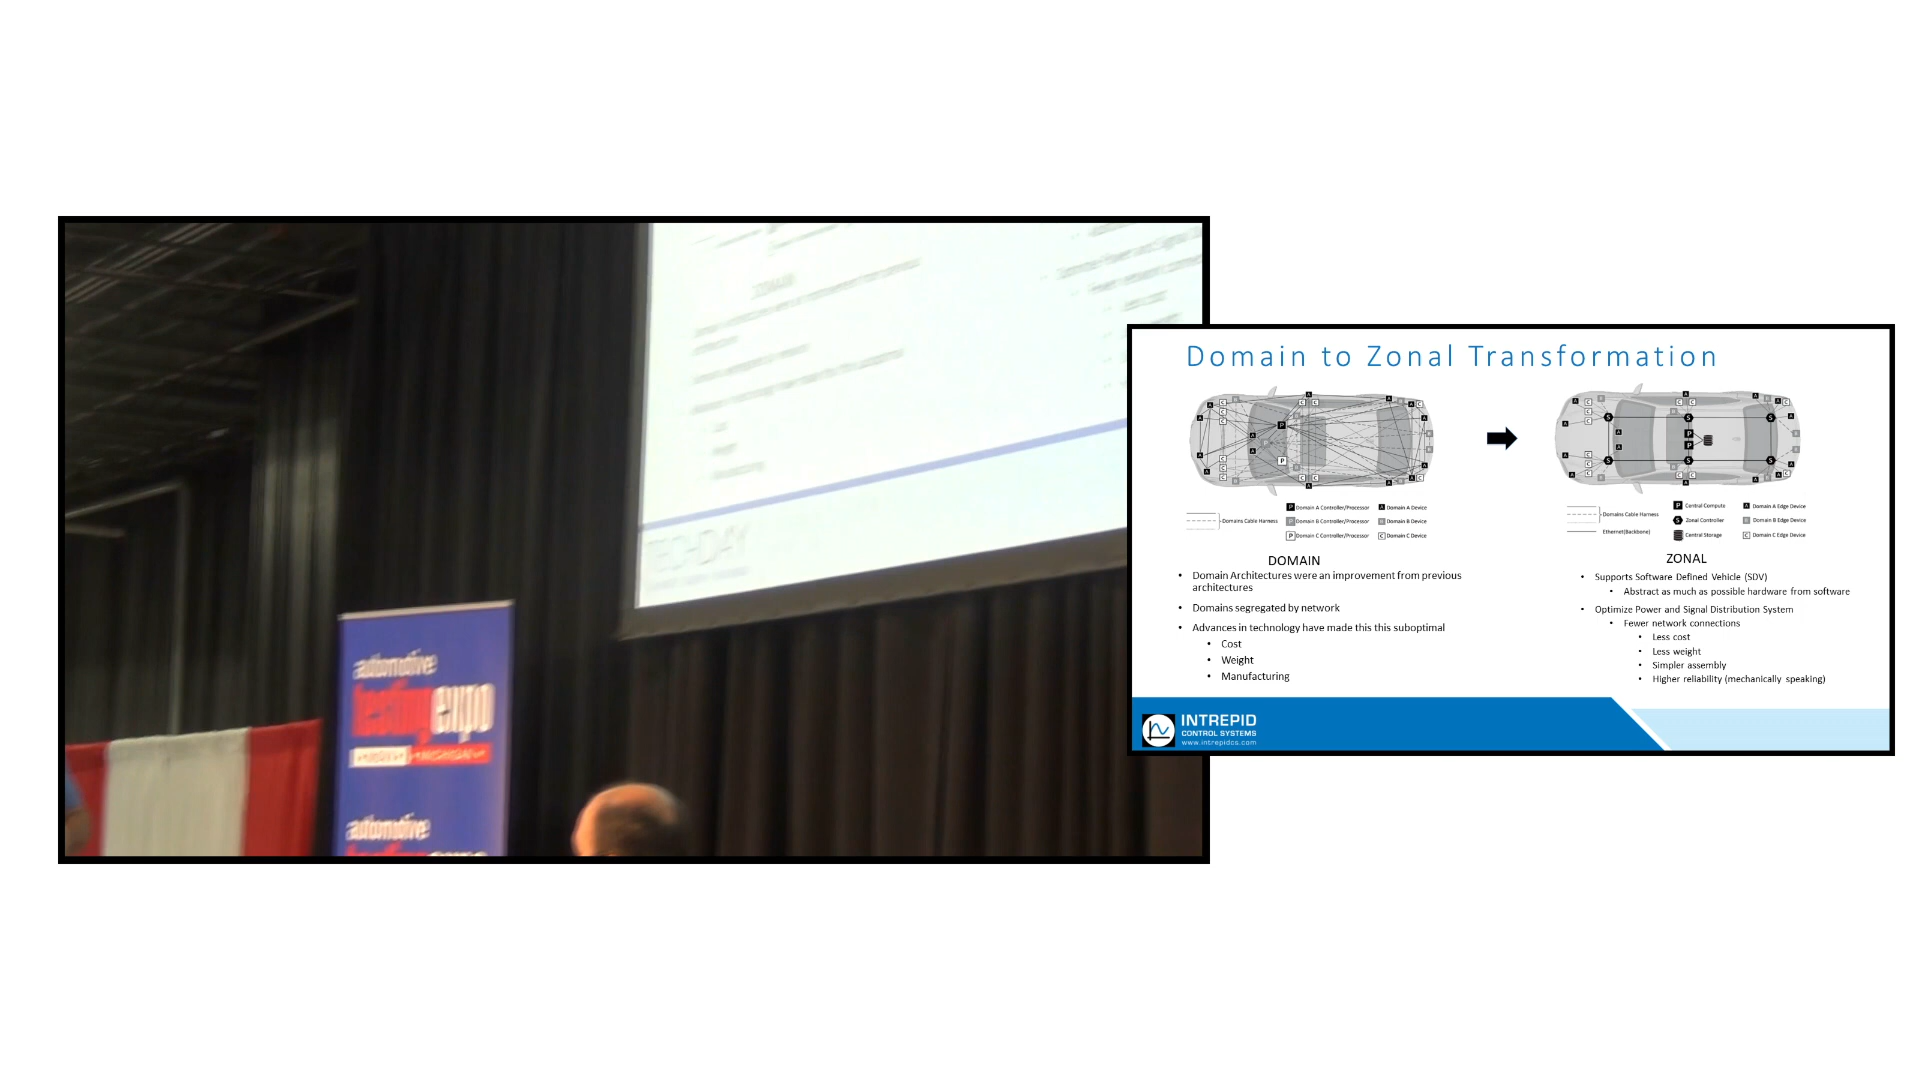 TECH-DAY
automotive
testing expo
NOVI MICHIGAN
automotive
Domain to Zonal Transformation
Domains Cable Harness
P Domain A Controller/Processor
A Domain A Device
P Domain B Controller/Processor
B Domain B Device
P Domain C Controller/Processor
C Domain C Device
DOMAIN
• Domain Architectures were an improvement from previous
architectures
• Domains segregated by network
• Advances in technology have made this this suboptimal
• Cost
• Weight
• Manufacturing
Domains Cable Harness
Ethernet(Backbone)
P Central Compute
A Domain A Edge Device
S Zonal Controller
B Domain B Edge Device
Central Storage
C Domain C Edge Device
ZONAL
• Supports Software Defined Vehicle (SDV)
• Abstract as much as possible hardware from software
• Optimize Power and Signal Distribution System
• Fewer network connections
• Less cost
• Less weight
• Simpler assembly
• Higher reliability (mechanically speaking)
INTREPID
CONTROL SYSTEMS
www.intrepidcs.com